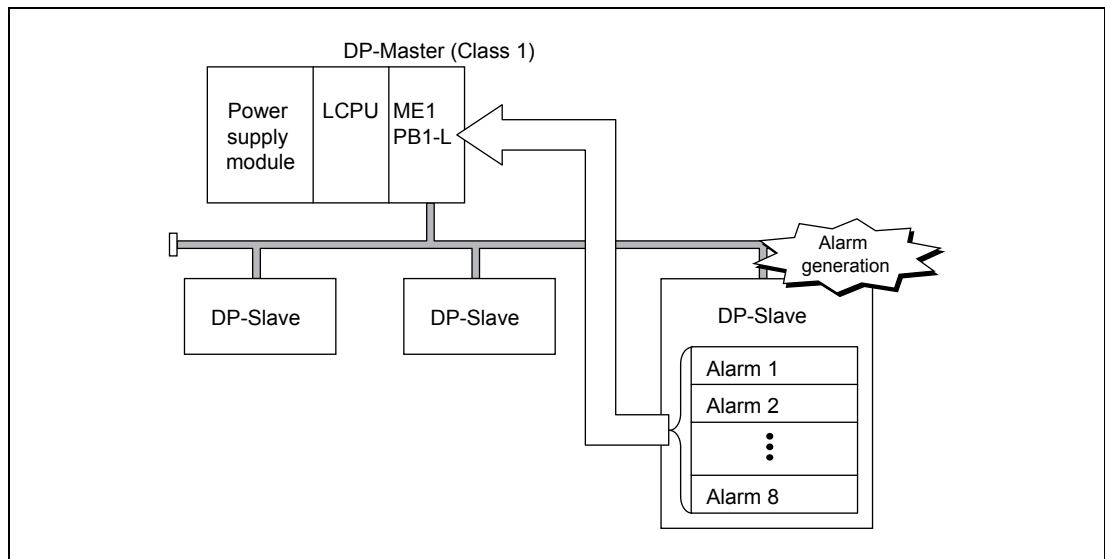 DP-Master (Class 1)
Power
supply
module
LCPU
ME1
PB1-L
Alarm
generation
DP-Slave
DP-Slave
DP-Slave
Alarm 1
Alarm 2
Alarm 8